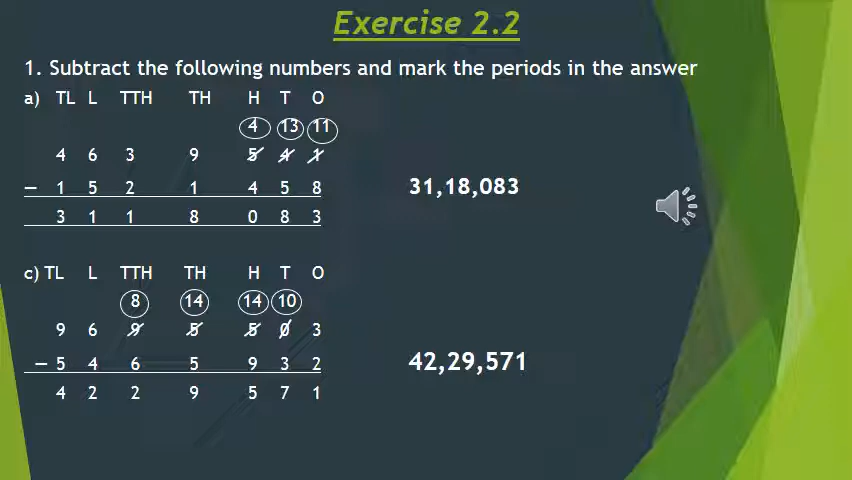 Exercise 2.2
1. Subtract the following numbers and mark the periods in the answer
a) TL L TTH TH H T O
4 13 11
4 6 3 9 5 4 1
– 1 5 2 1 4 5 8 31,18,083
3 1 1 8 0 8 3
c) TL L TTH TH H T O
8 14 14 10
9 6 9 5 5 0 3
– 5 4 6 5 9 3 2 42,29,571
4 2 2 9 5 7 1